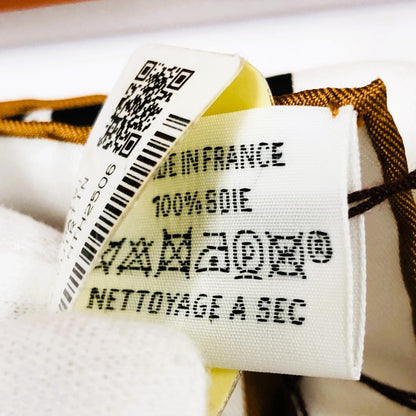 DE IN FRANCE
100% SOIE
P
NETTOYAGE A SEC